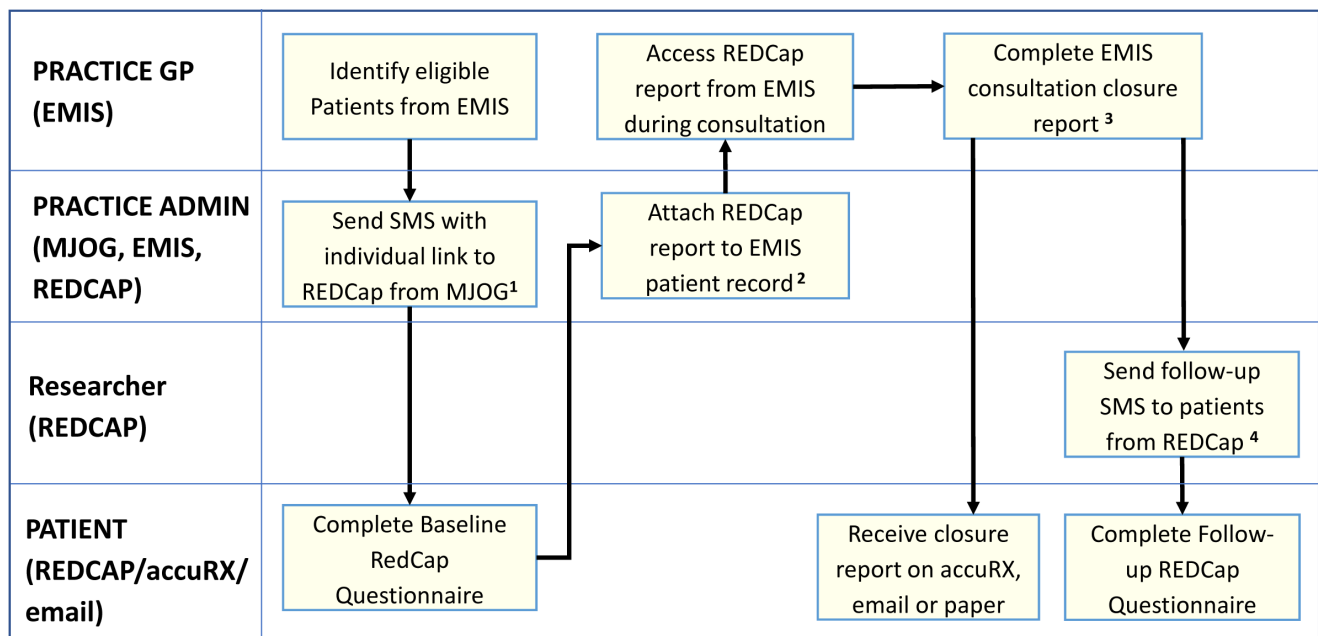 PRACTICE GP
(EMIS)
Identify eligible
Patients from EMIS
Access REDCap
report from EMIS
during consultation
Complete EMIS
consultation closure
report 3
PRACTICE ADMIN
(MJOG, EMIS,
REDCAP)
Send SMS with
individual link to
REDCap from MJOG1
Attach REDCap
report to EMIS
patient record 2
Researcher
(REDCAP)
Send follow-up
SMS to patients
from REDCap 4
PATIENT
(REDCAP/accuRX/
email)
Complete Baseline
RedCap
Questionnaire
Receive closure
report on accuRX,
email or paper
Complete Follow-
up REDCap
Questionnaire